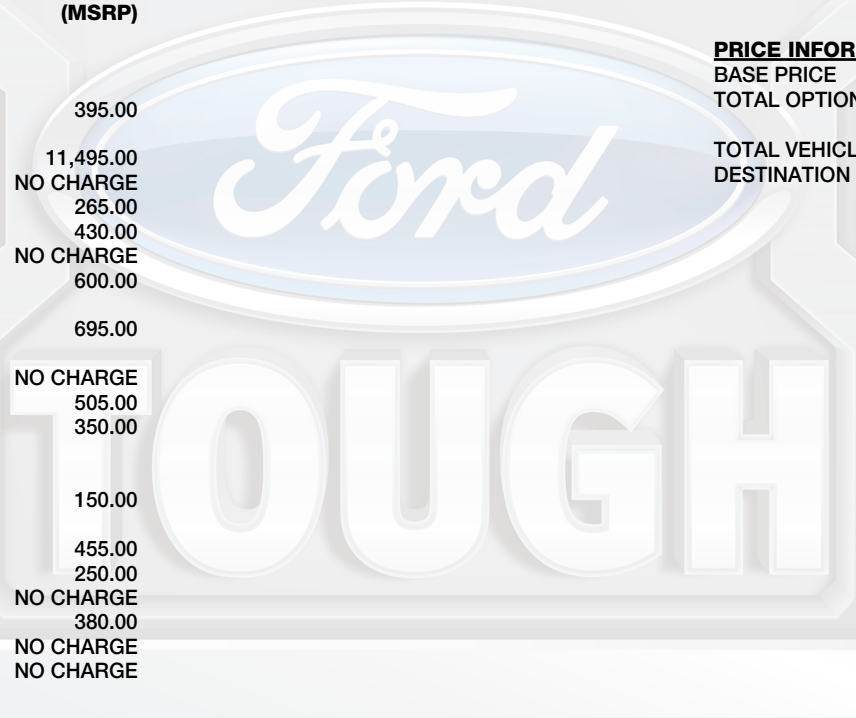 (MSRP)
395.00
11,495.00
NO CHARGE
265.00
430.00
NO CHARGE
600.00
695.00
NO CHARGE
505.00
350.00
150.00
455.00
250.00
NO CHARGE
380.00
NO CHARGE
NO CHARGE
PRICE INFOR
BASE PRICE
TOTAL OPTION
TOTAL VEHICL
DESTINATION
Ford
TOUGH